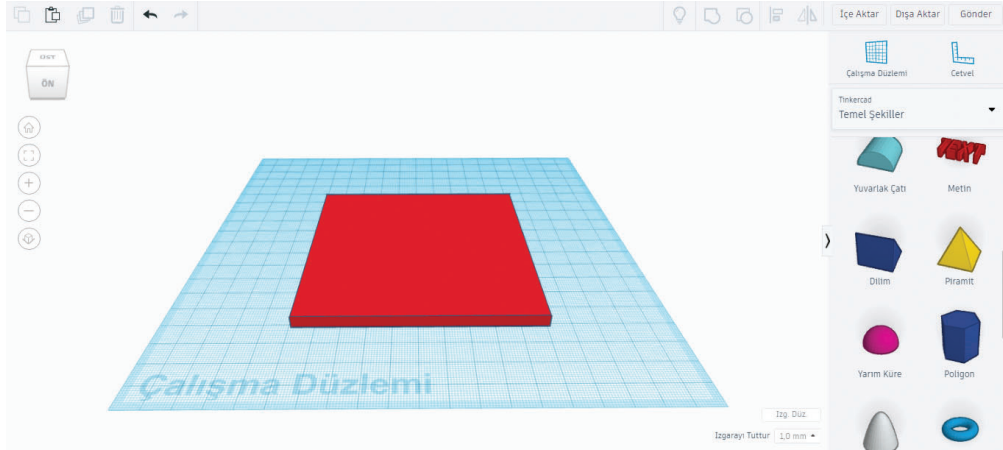 İçe Aktar Dışa Aktar Gönder
ÜST
ÖN
Çalışma Düzlemi Cetvel
Tinkercad
Temel Şekiller
TEXT
Yuvarlak Çatı Metin
Dilim Piramit
Yarım Küre Poligon
Çalışma Düzlemi
Izg. Düz.
Izgarayı Tuttur 1,0 mm